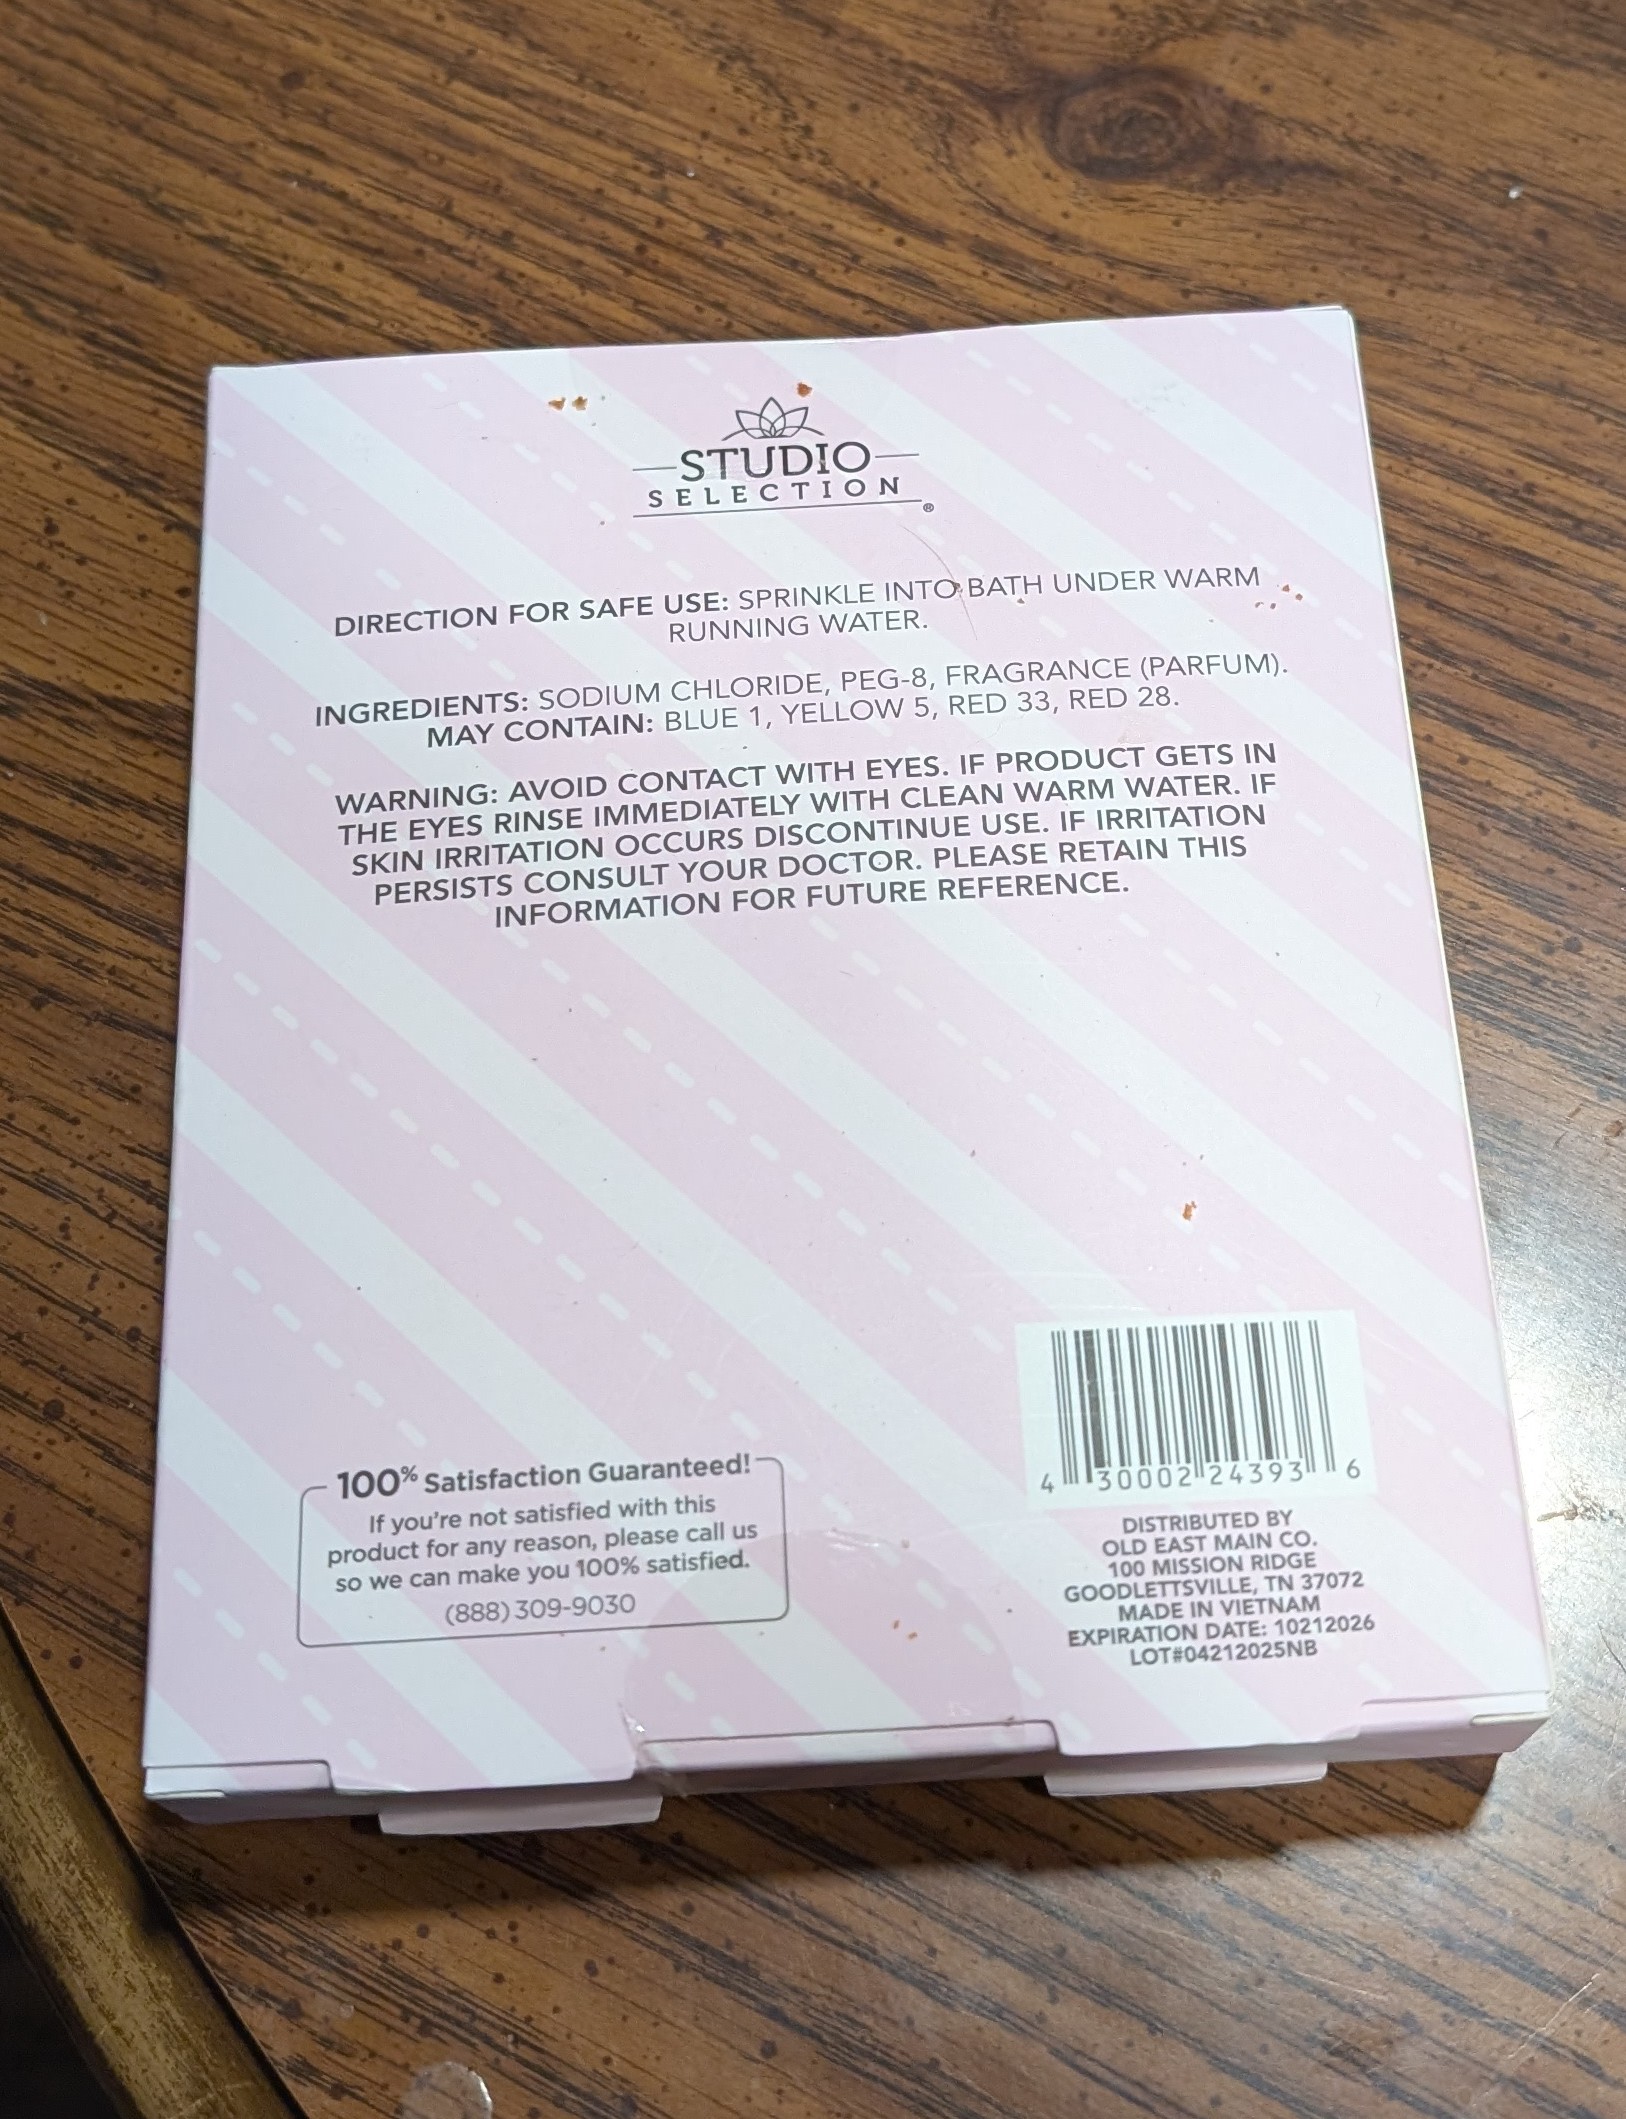 STUDIO
SELECTION
®
DIRECTION FOR SAFE USE: SPRINKLE INTO BATH UNDER WARM
RUNNING WATER.
INGREDIENTS: SODIUM CHLORIDE, PEG-8, FRAGRANCE (PARFUM).
MAY CONTAIN: BLUE 1, YELLOW 5, RED 33, RED 28.
WARNING: AVOID CONTACT WITH EYES. IF PRODUCT GETS IN
THE EYES RINSE IMMEDIATELY WITH CLEAN WARM WATER. IF
SKIN IRRITATION OCCURS DISCONTINUE USE. IF IRRITATION
PERSISTS CONSULT YOUR DOCTOR. PLEASE RETAIN THIS
INFORMATION FOR FUTURE REFERENCE.
100% Satisfaction Guaranteed!
If you're not satisfied with this
product for any reason, please call us
so we can make you 100% satisfied.
(888) 309-9030
4 30002 24393 6
DISTRIBUTED BY
OLD EAST MAIN CO.
100 MISSION RIDGE
GOODLETTSVILLE, TN 37072
MADE IN VIETNAM
EXPIRATION DATE: 10212026
LOT#04212025NB